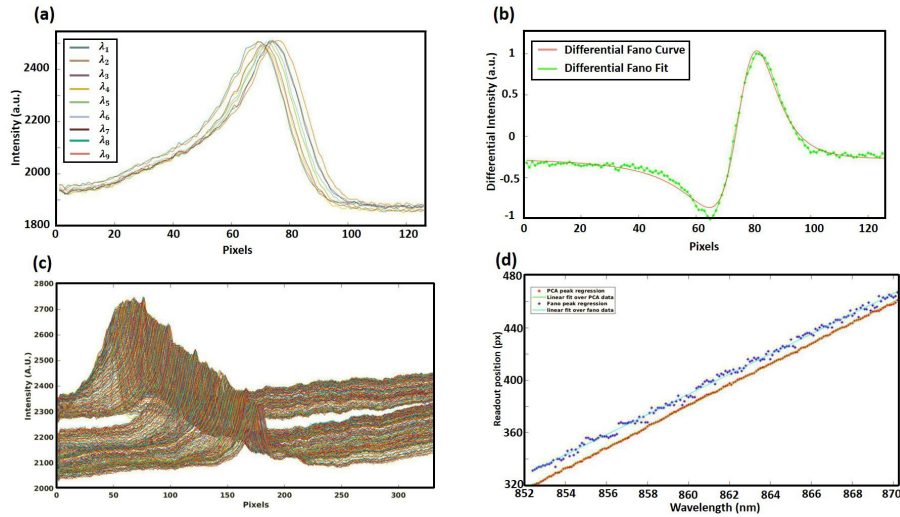 (a)
Intensity (a.u.)
2400
2200
2000
1800
λ1
λ2
λ3
λ4
λ5
λ6
λ7
λ8
λ9
0 20 40 60 80 100 120
Pixels
(b)
Differential Intensity (a.u.)
1
0.5
0
-0.5
-1
Differential Fano Curve
Differential Fano Fit
0 20 40 60 80 100 120
Pixels
(c)
Intensity (A.U.)
2800
2700
2600
2500
2400
2300
2200
2100
2000
0 50 100 150 200 250 300
Pixels
(d)
Readout position (px)
480
440
400
360
320
PCA peak regression
Linear fit over PCA data
Fano peak regression
linear fit over fano data
852 854 856 858 860 862 864 866 868 870
Wavelength (nm)